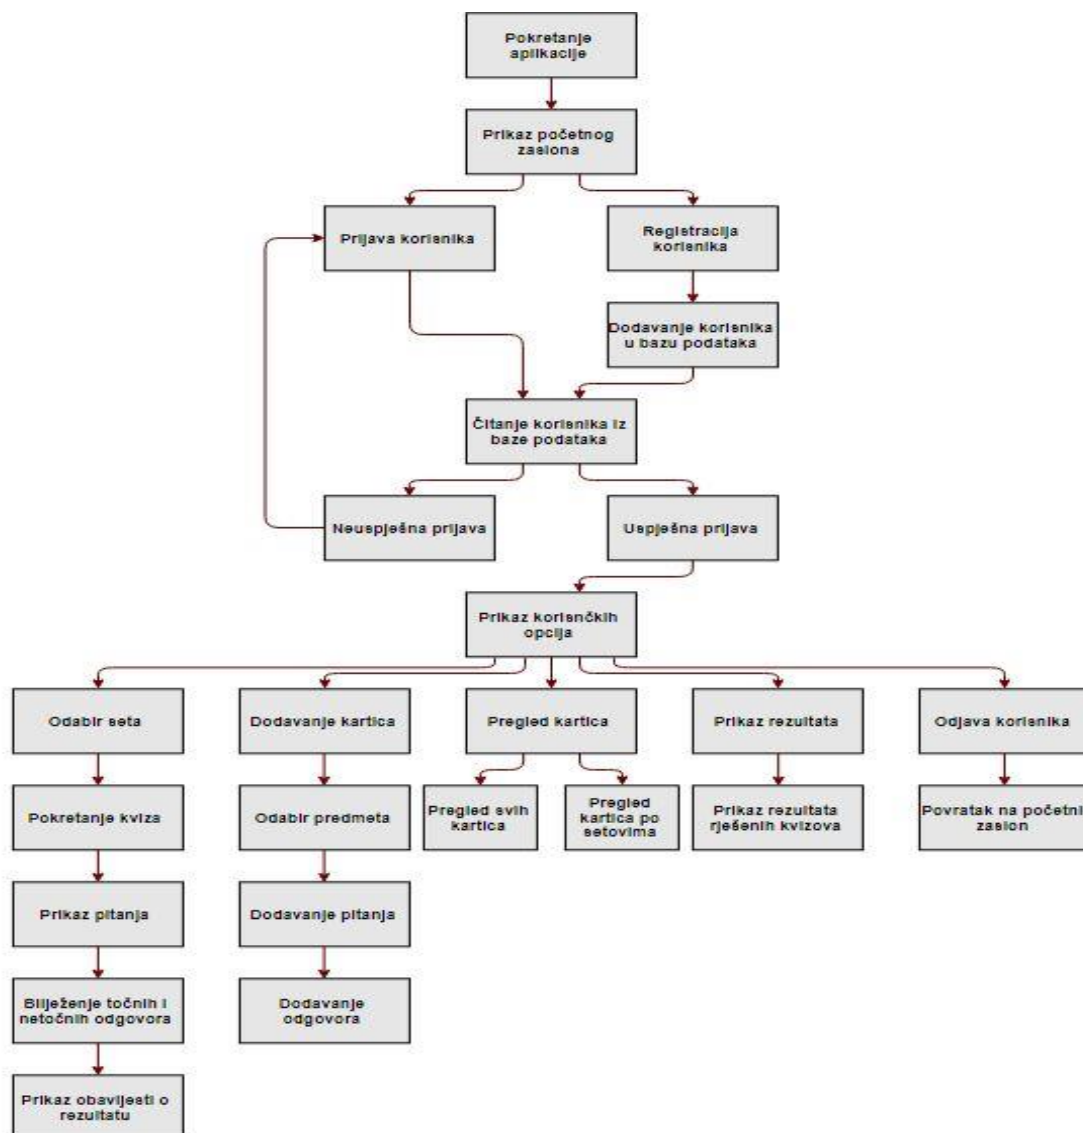 Pokretanje
aplikacije
Prikaz početnog
zaslona
Prijava korisnika
Registracija
korisnika
Dodavanje korisnika
u bazu podataka
Čitanje korisnika iz
baze podataka
Neuspješna prijava
Uspješna prijava
Prikaz korisnčkih
opcija
Odabir seta
Dodavanje kartica
Pregled kartica
Prikaz rezultata
Odjava korisnika
Pokretanje kviza
Odabir predmeta
Pregled svih
kartica
Pregled
kartica po
setovima
Prikaz rezultata
rješenih kvizova
Povratak na početni
zaslon
Prikaz pitanja
Dodavanje pitanja
Bilježenje točnih i
netočnih odgovora
Dodavanje
odgovora
Prikaz obavijesti o
rezultatu